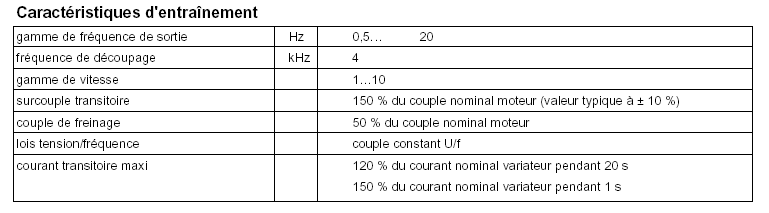 Caractéristiques d'entraînement
gamme de fréquence de sortie Hz 0,5… 20
fréquence de découpage kHz 4
gamme de vitesse 1…10
surcouple transitoire 150 % du couple nominal moteur (valeur typique à ± 10 %)
couple de freinage 50 % du couple nominal moteur
lois tension/fréquence couple constant U/f
courant transitoire maxi 120 % du courant nominal variateur pendant 20 s
150 % du courant nominal variateur pendant 1 s